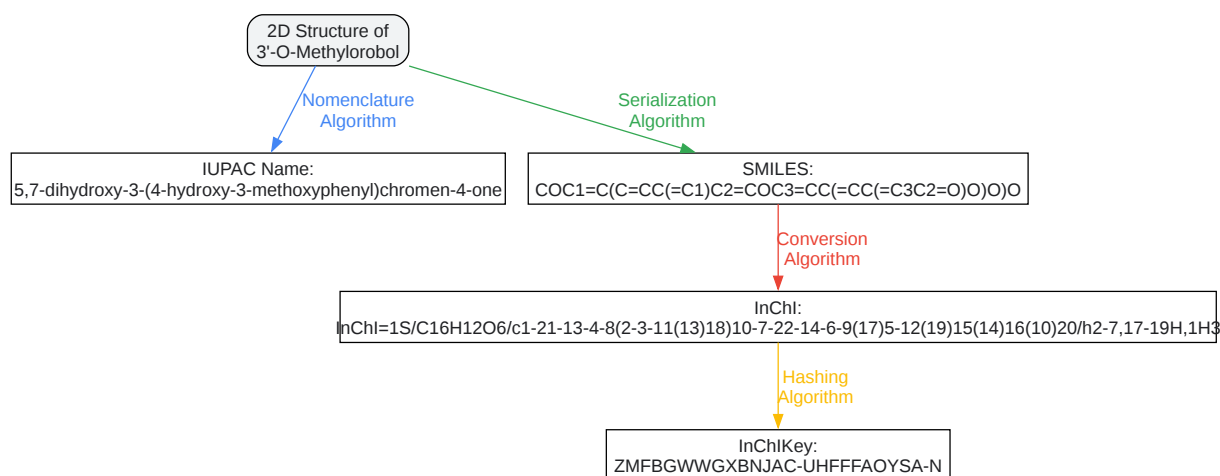 2D Structure of
3'-O-Methylorobol
Nomenclature
Algorithm
Serialization
Algorithm
IUPAC Name:
5,7-dihydroxy-3-(4-hydroxy-3-methoxyphenyl)chromen-4-one
SMILES:
COC1=C(C=CC(=C1)C2=COC3=CC(=CC(=C3C2=O)O)O)O
Conversion
Algorithm
InChI:
InChI=1S/C16H12O6/c1-21-13-4-8(2-3-11(13)18)10-7-22-14-6-9(17)5-12(19)15(14)16(10)20/h2-7,17-19H,1H3
Hashing
Algorithm
InChIKey:
ZMFBGWWGXBNJAC-UHFFFAOYSA-N